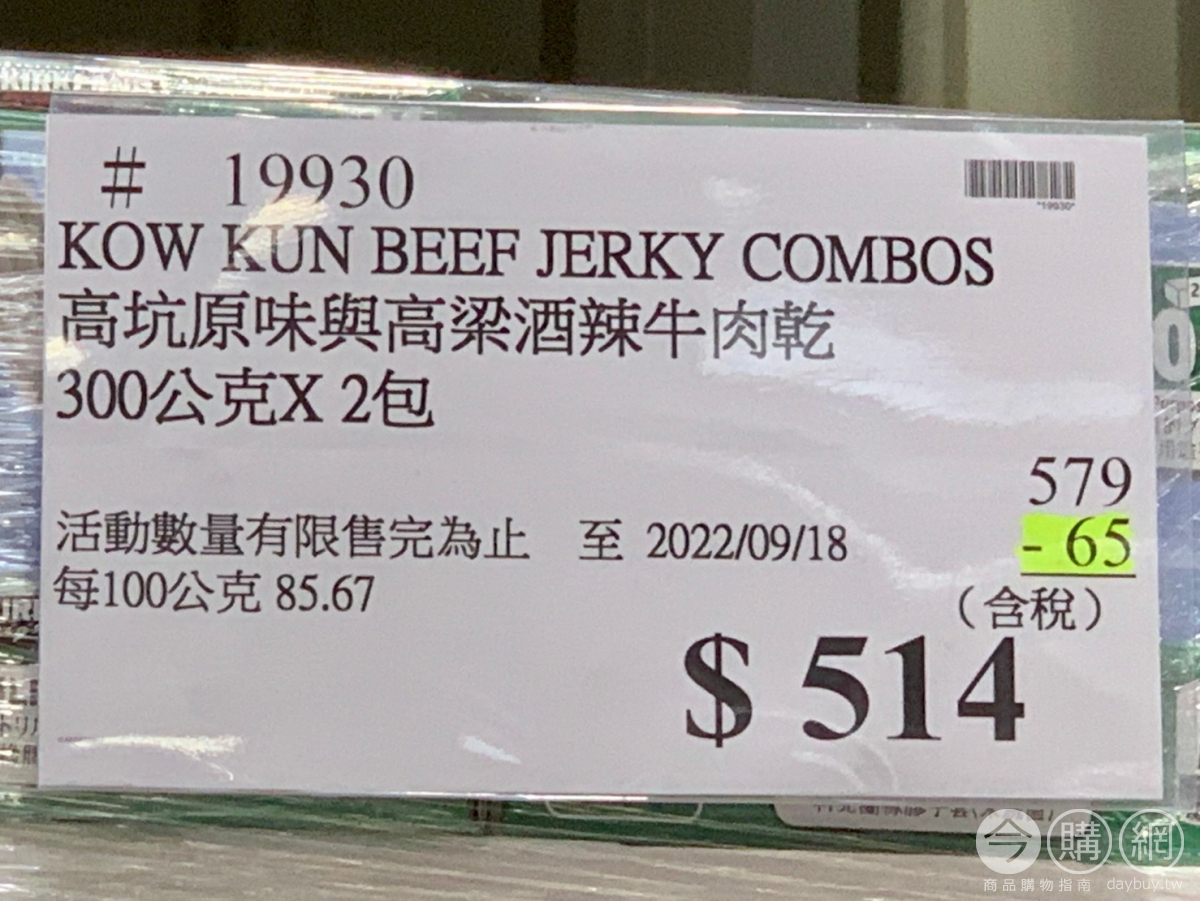 # 19930
*19930*
KOW KUN BEEF JERKY COMBOS
高坑原味與高粱酒辣牛肉乾
300公克X 2包
579
活動數量有限售完為止 至 2022/09/18
- 65
每100公克 85.67
(含稅)
$ 514
今購網
商品購物指南 daybuy.tw